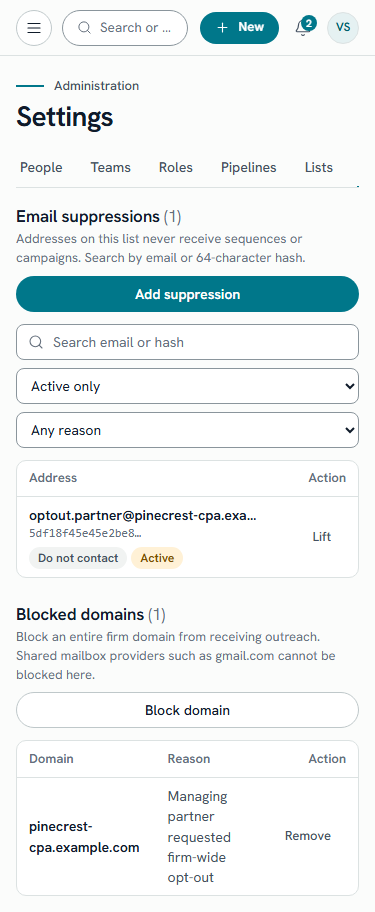 Search or ...
New
2
VS
Administration
Settings
People Teams Roles Pipelines Lists
Email suppressions (1)
Addresses on this list never receive sequences or
campaigns. Search by email or 64-character hash.
Add suppression
Search email or hash
Active only
Any reason
Address Action
optout.partner@pinecrest-cpa.exa...
5df18f45e45e2be8…
Lift
Do not contact Active
Blocked domains (1)
Block an entire firm domain from receiving outreach.
Shared mailbox providers such as gmail.com cannot be
blocked here.
Block domain
Domain Reason Action
pinecrest-
cpa.example.com
Managing
partner
requested
firm-wide
opt-out
Remove